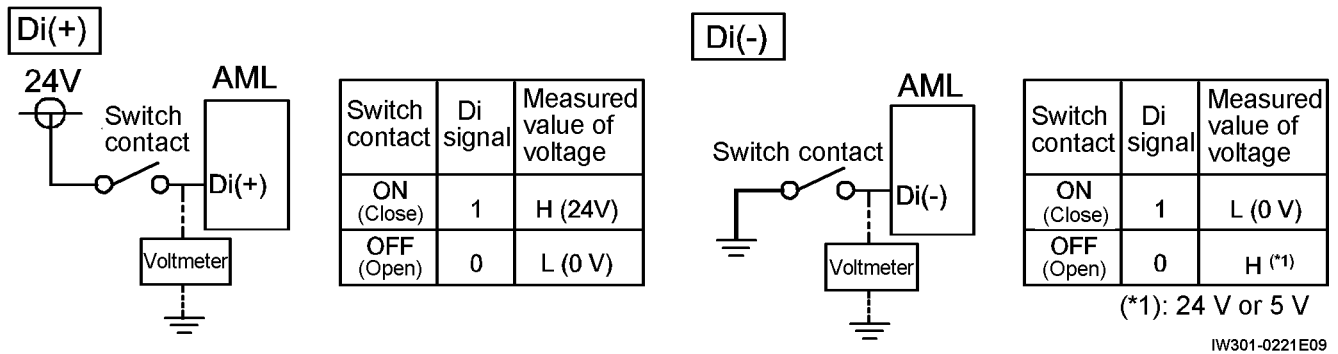 Di(+)
24V
AML
Switch
contact
Di(+)
Voltmeter
Switch
contact
Di
signal
Measured
value of
voltage
ON
(Close)
1
H (24V)
OFF
(Open)
0
L (0 V)
Di(-)
AML
Switch contact
Di(-)
Voltmeter
Switch
contact
Di
signal
Measured
value of
voltage
ON
(Close)
1
L (0 V)
OFF
(Open)
0
H (*1)
(*1): 24 V or 5 V
IW301-0221E09